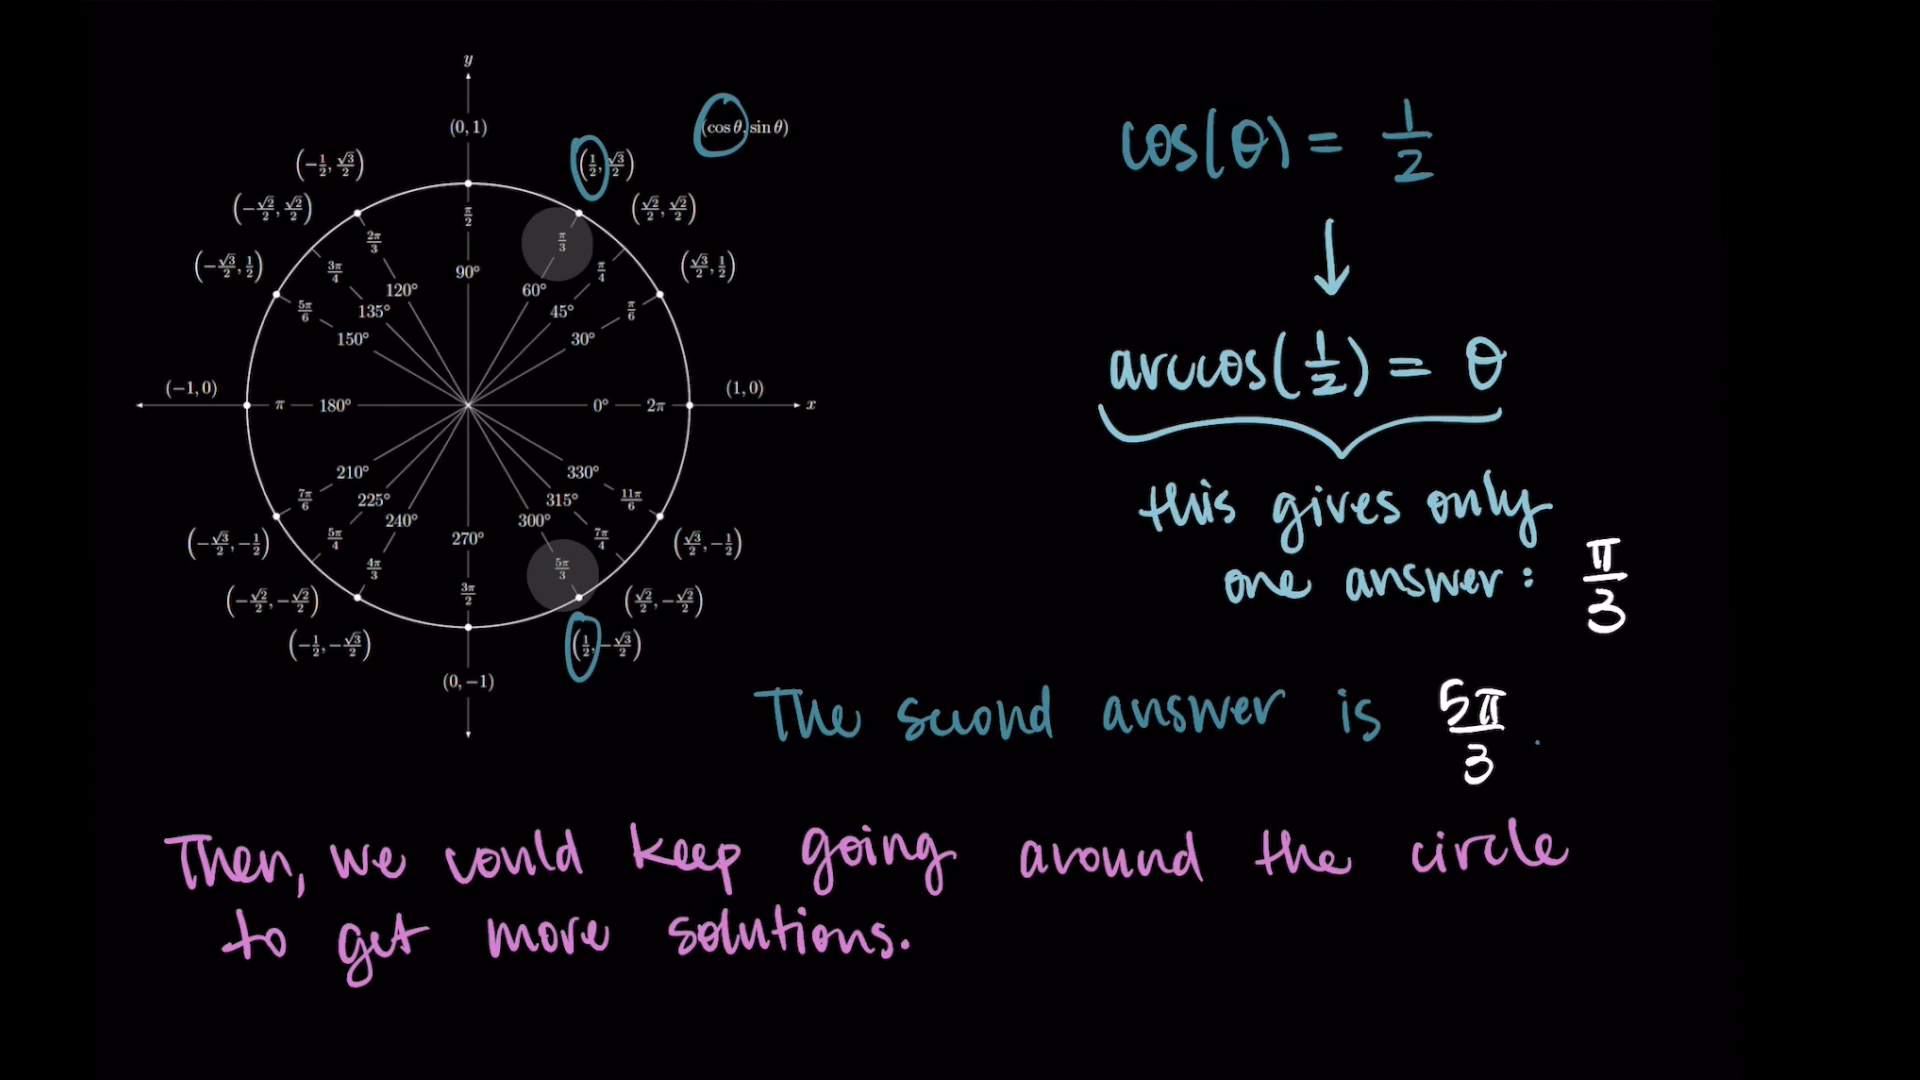 y
(0, 1)
(cos θ, sin θ)
(-1/2, √3/2)
(1/2, √3/2)
(-√2/2, √2/2)
(√2/2, √2/2)
(-√3/2, 1/2)
(√3/2, 1/2)
π/2
2π/3
π/3
3π/4
π/4
5π/6
π/6
90°
120°
60°
135°
45°
150°
30°
(-1, 0)
(1, 0)
π
180°
0°
2π
x
210°
330°
225°
315°
240°
300°
270°
7π/6
11π/6
5π/4
7π/4
4π/3
5π/3
3π/2
(-√3/2, -1/2)
(√3/2, -1/2)
(-√2/2, -√2/2)
(√2/2, -√2/2)
(-1/2, -√3/2)
(1/2, -√3/2)
(0, -1)
cos(θ) = 1/2
↓
arccos(1/2) = θ
this gives only
one answer: π/3
The second answer is 5π/3.
Then, we could keep going around the circle
to get more solutions.